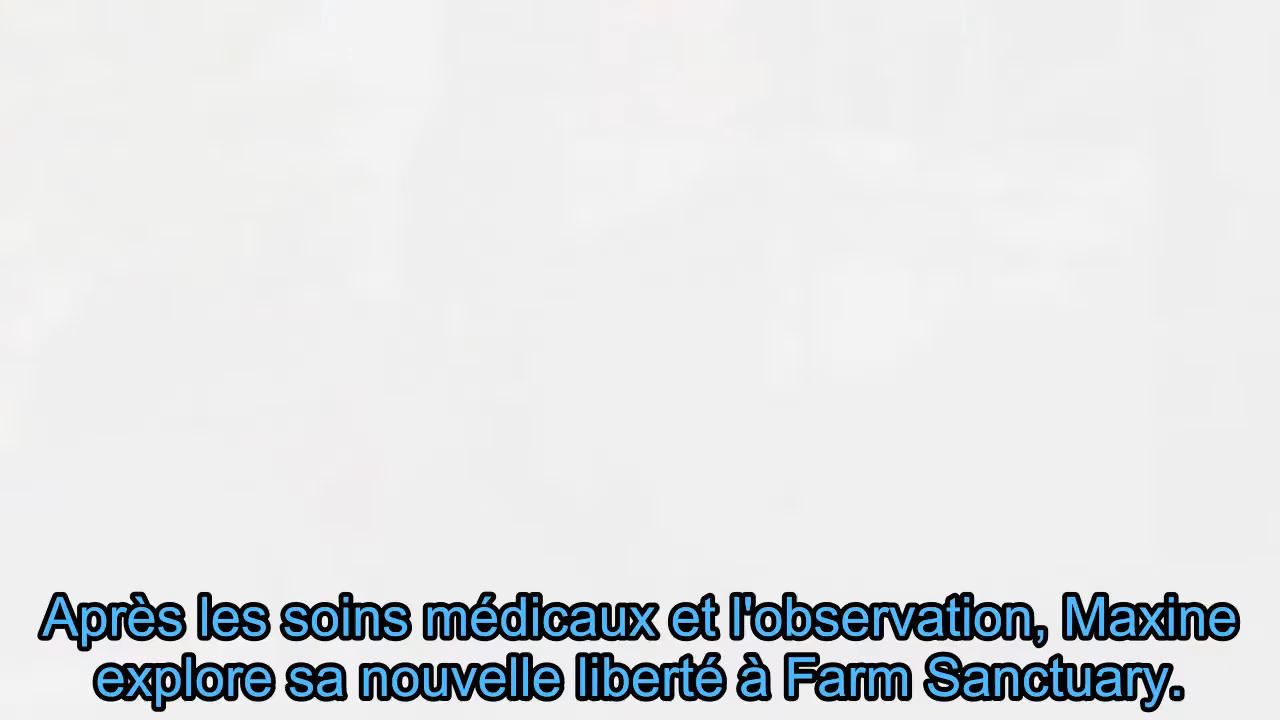 Après les soins médicaux et l'observation, Maxine
explore sa nouvelle liberté à Farm Sanctuary.